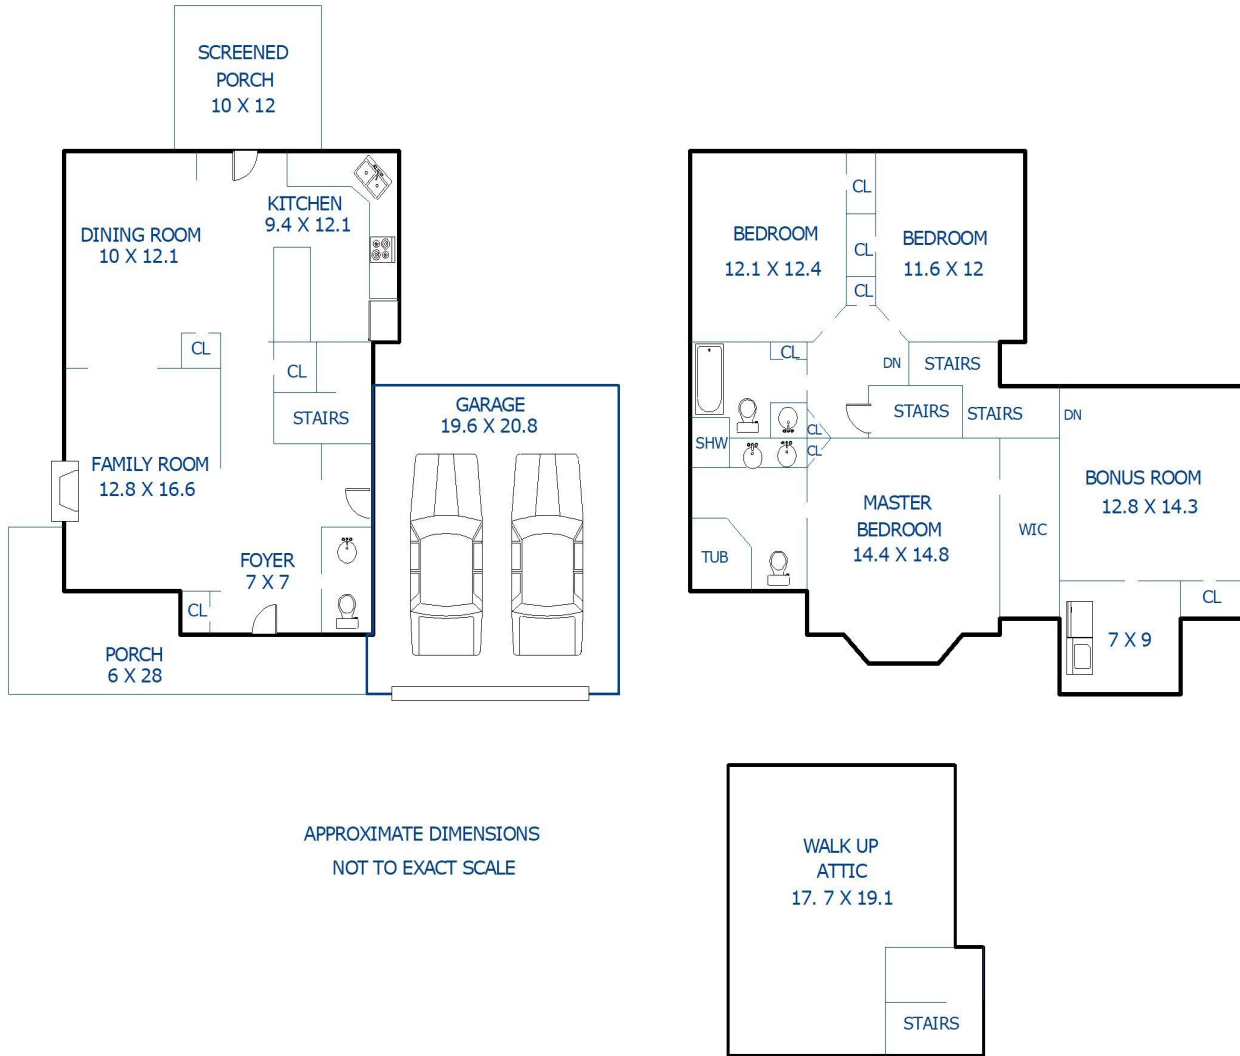 SCREENED
PORCH
10 X 12
KITCHEN
9.4 X 12.1
DINING ROOM
10 X 12.1
CL
CL
STAIRS
GARAGE
19.6 X 20.8
FAMILY ROOM
12.8 X 16.6
FOYER
7 X 7
CL
PORCH
6 X 28
BEDROOM
12.1 X 12.4
CL
CL
CL
BEDROOM
11.6 X 12
CL
DN
STAIRS
STAIRS
STAIRS
DN
CL
CL
SHW
MASTER
BEDROOM
14.4 X 14.8
WIC
BONUS ROOM
12.8 X 14.3
TUB
CL
7 X 9
APPROXIMATE DIMENSIONS
NOT TO EXACT SCALE
WALK UP
ATTIC
17. 7 X 19.1
STAIRS